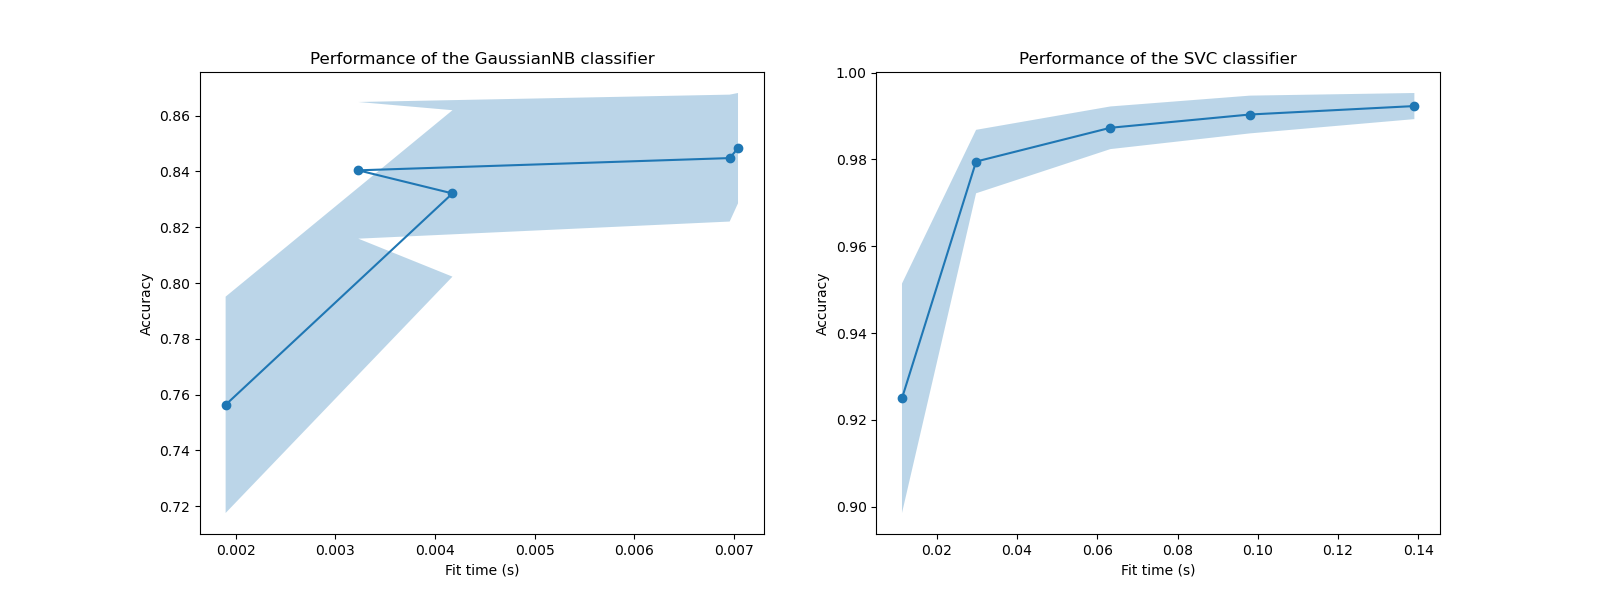 Performance of the GaussianNB classifier
0.86
0.84
0.82
0.80
0.78
0.76
0.74
0.72
Accuracy
0.002 0.003 0.004 0.005 0.006 0.007
Fit time (s)
Performance of the SVC classifier
1.00
0.98
0.96
0.94
0.92
0.90
Accuracy
0.02 0.04 0.06 0.08 0.10 0.12 0.14
Fit time (s)